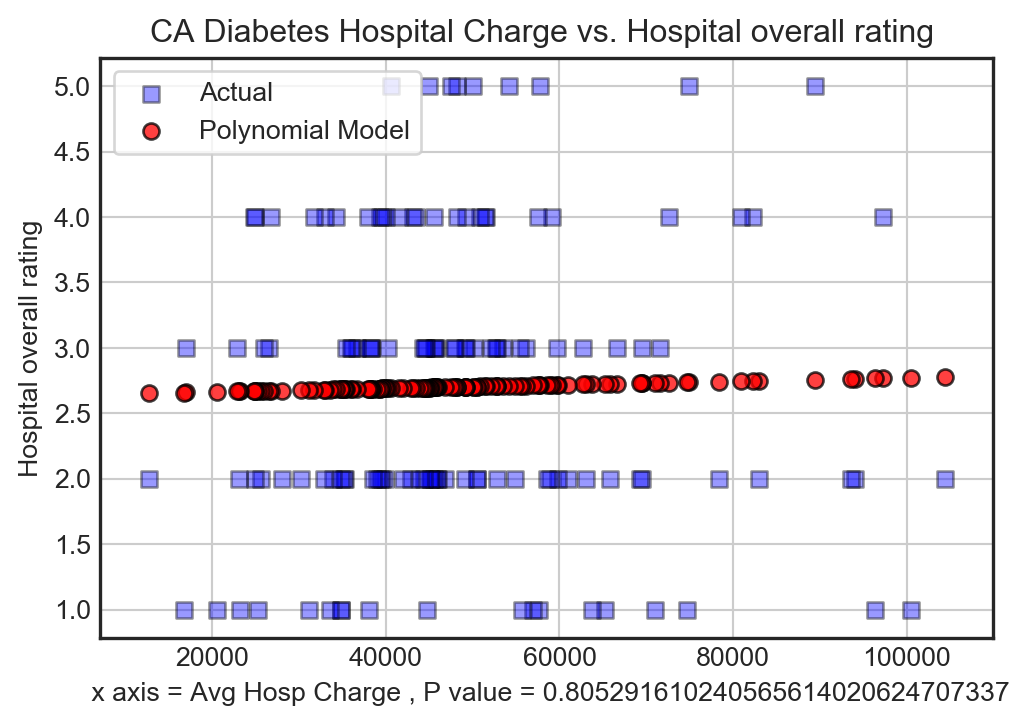 CA Diabetes Hospital Charge vs. Hospital overall rating
Actual
Polynomial Model
Hospital overall rating
5.0
4.5
4.0
3.5
3.0
2.5
2.0
1.5
1.0
20000 40000 60000 80000 100000
x axis = Avg Hosp Charge , P value = 0.8052916102405656140206247​07337